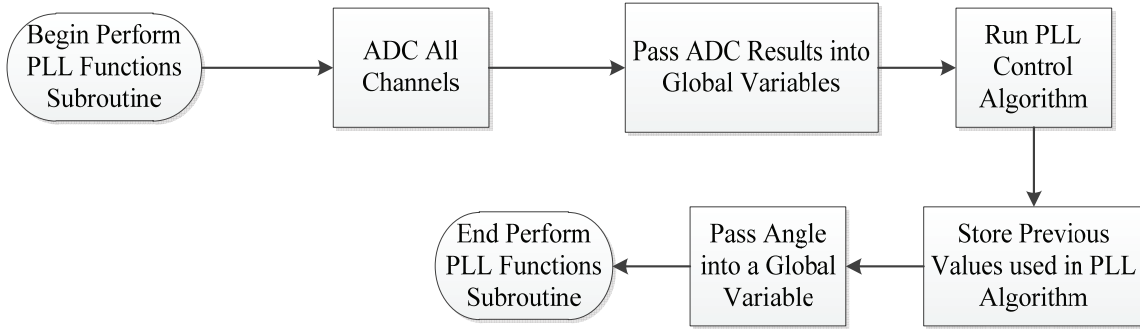 Begin Perform
PLL Functions
Subroutine
ADC All
Channels
Pass ADC Results into
Global Variables
Run PLL
Control
Algorithm
Store Previous
Values used in PLL
Algorithm
Pass Angle
into a Global
Variable
End Perform
PLL Functions
Subroutine